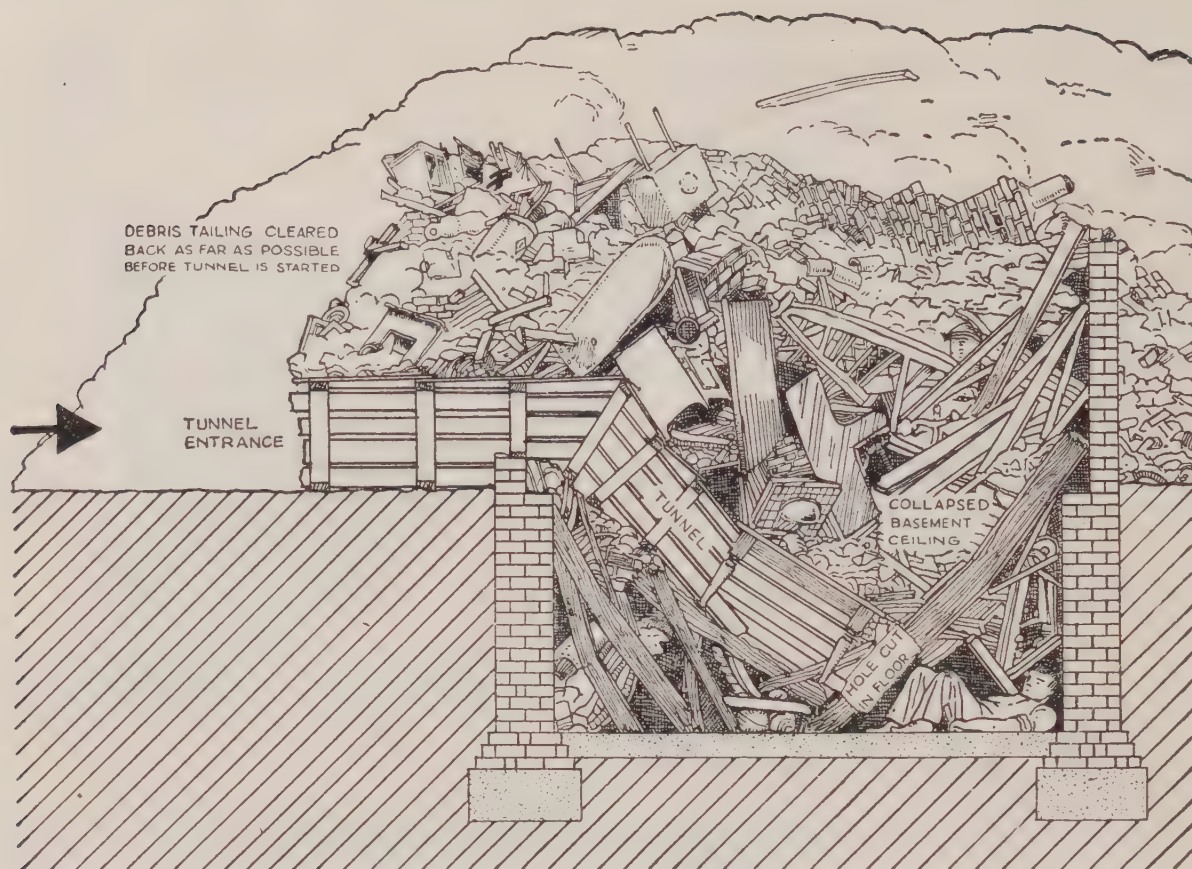 DEBRIS TAILING CLEARED
BACK AS FAR AS POSSIBLE
BEFORE TUNNEL IS STARTED
TUNNEL
ENTRANCE
TUNNEL
COLLAPSED
BASEMENT
CEILING
HOLE CUT
IN FLOOR